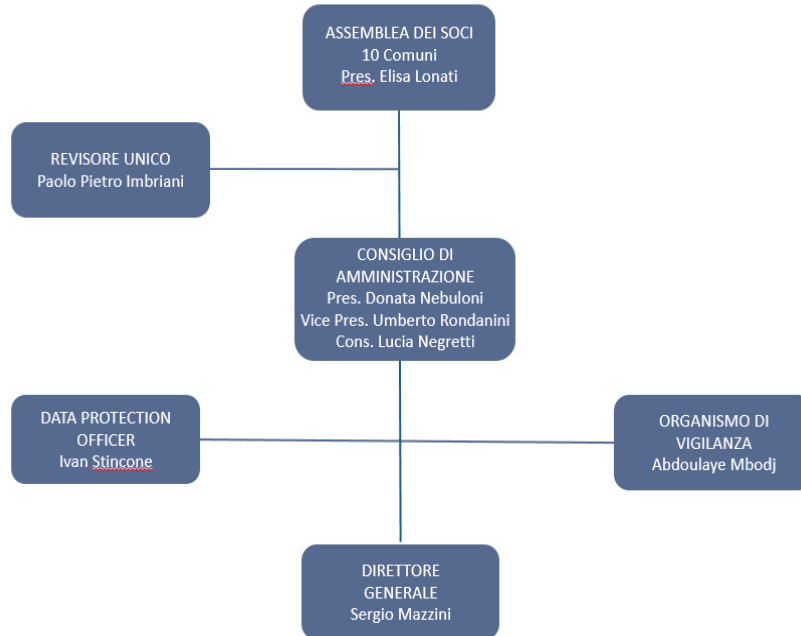 ASSEMBLEA DEI SOCI
10 Comuni
Pres. Elisa Lonati
REVISORE UNICO
Paolo Pietro Imbriani
CONSIGLIO DI
AMMINISTRAZIONE
Pres. Donata Nebuloni
Vice Pres. Umberto Rondanini
Cons. Lucia Negretti
DATA PROTECTION
OFFICER
Ivan Stincone
ORGANISMO DI
VIGILANZA
Abdoulaye Mbodj
DIRETTORE
GENERALE
Sergio Mazzini